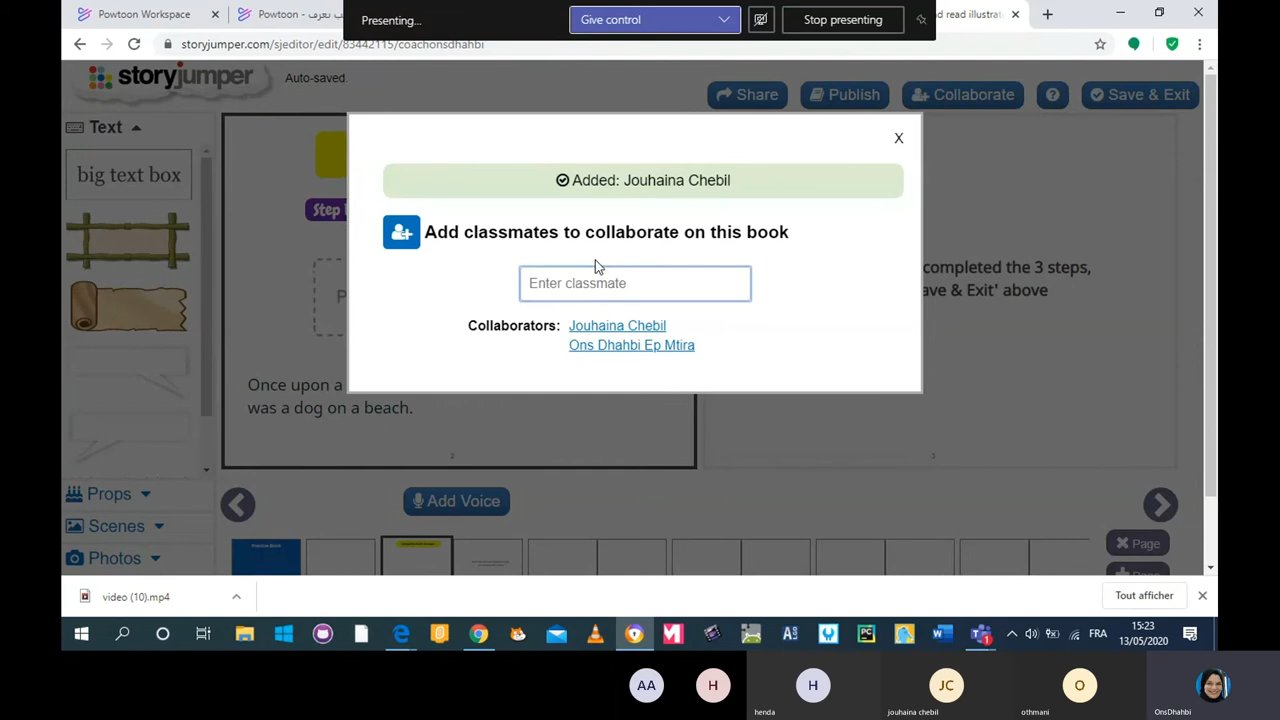 Powtoon Workspace
Presenting...
Give control
Stop presenting
nd read illustrat
storyjumper.com/sjeditor/edit/83442115/coachonsdhahbi
storyjumper
Auto-saved.
Share
Publish
Collaborate
?
Save & Exit
Text
big text box
X
Added: Jouhaina Chebil
Add classmates to collaborate on this book
Enter classmate
Collaborators:
Jouhaina Chebil
Ons Dhahbi Ep Mtira
completed the 3 steps,
ve & Exit' above
Once upon a
was a dog on a beach.
2
3
Props
Add Voice
Scenes
Photos
Page
video (10).mp4
Tout afficher
FRA
15:23
13/05/2020
AA
H
H
JC
O
henda
jouhaina chebil
othmani
OnsDhahbi